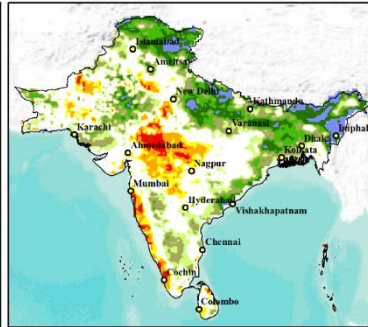 Islamabad
Amritsar
New Delhi
Kathmandu
Varanasi
Imphal
Karachi
Dhaka
Ahmedabad
Kolkata
Nagpur
Mumbai
Hyderabad
Vishakhapatnam
Chennai
Cochin
Colombo